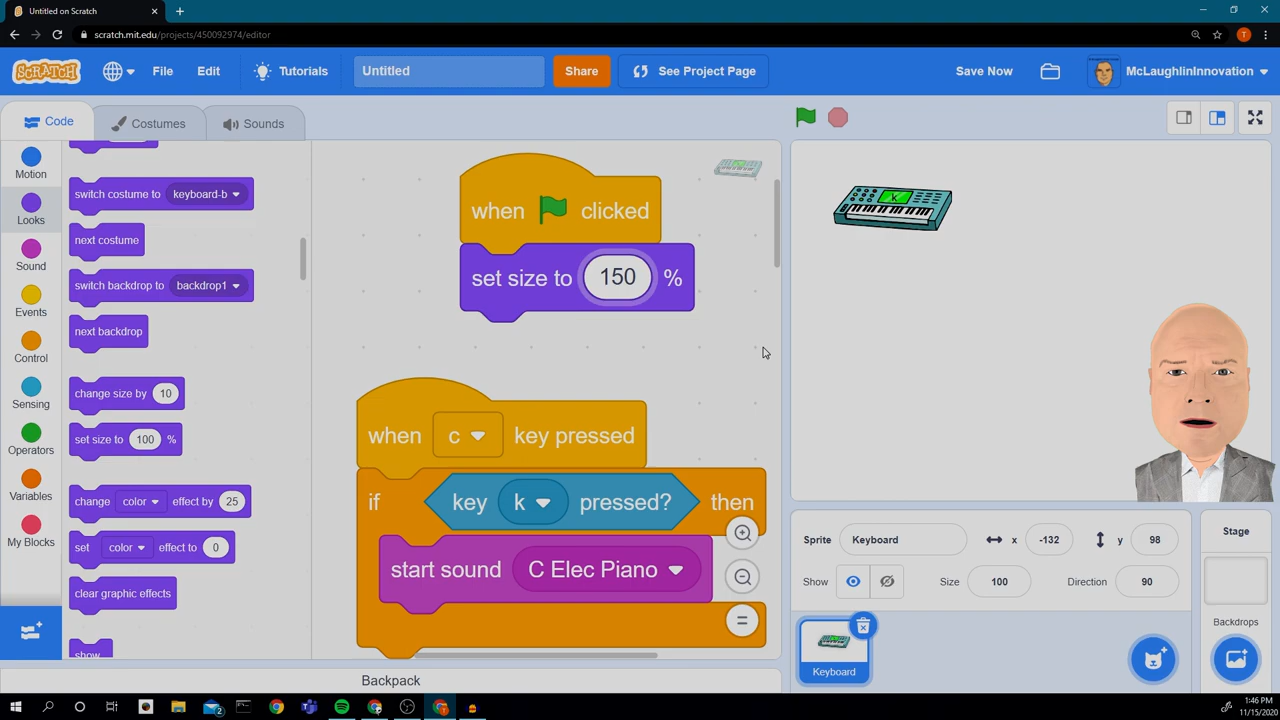 Untitled on Scratch
scratch.mit.edu/projects/450092974/editor
T
SCRATCH
File
Edit
Tutorials
Untitled
Share
See Project Page
Save Now
McLaughlinInnovation
Code
Costumes
Sounds
Motion
Looks
Sound
Events
Control
Sensing
Operators
Variables
My Blocks
switch costume to keyboard-b
next costume
switch backdrop to backdrop1
next backdrop
change size by 10
set size to 100 %
change color effect by 25
set color effect to 0
clear graphic effects
show
when clicked
set size to 150 %
when c key pressed
if key k pressed? then
start sound C Elec Piano
K
Sprite Keyboard x -132 y 98
Show Size 100 Direction 90
Keyboard
Stage
Backdrops
Backpack
1:46 PM
11/15/2020